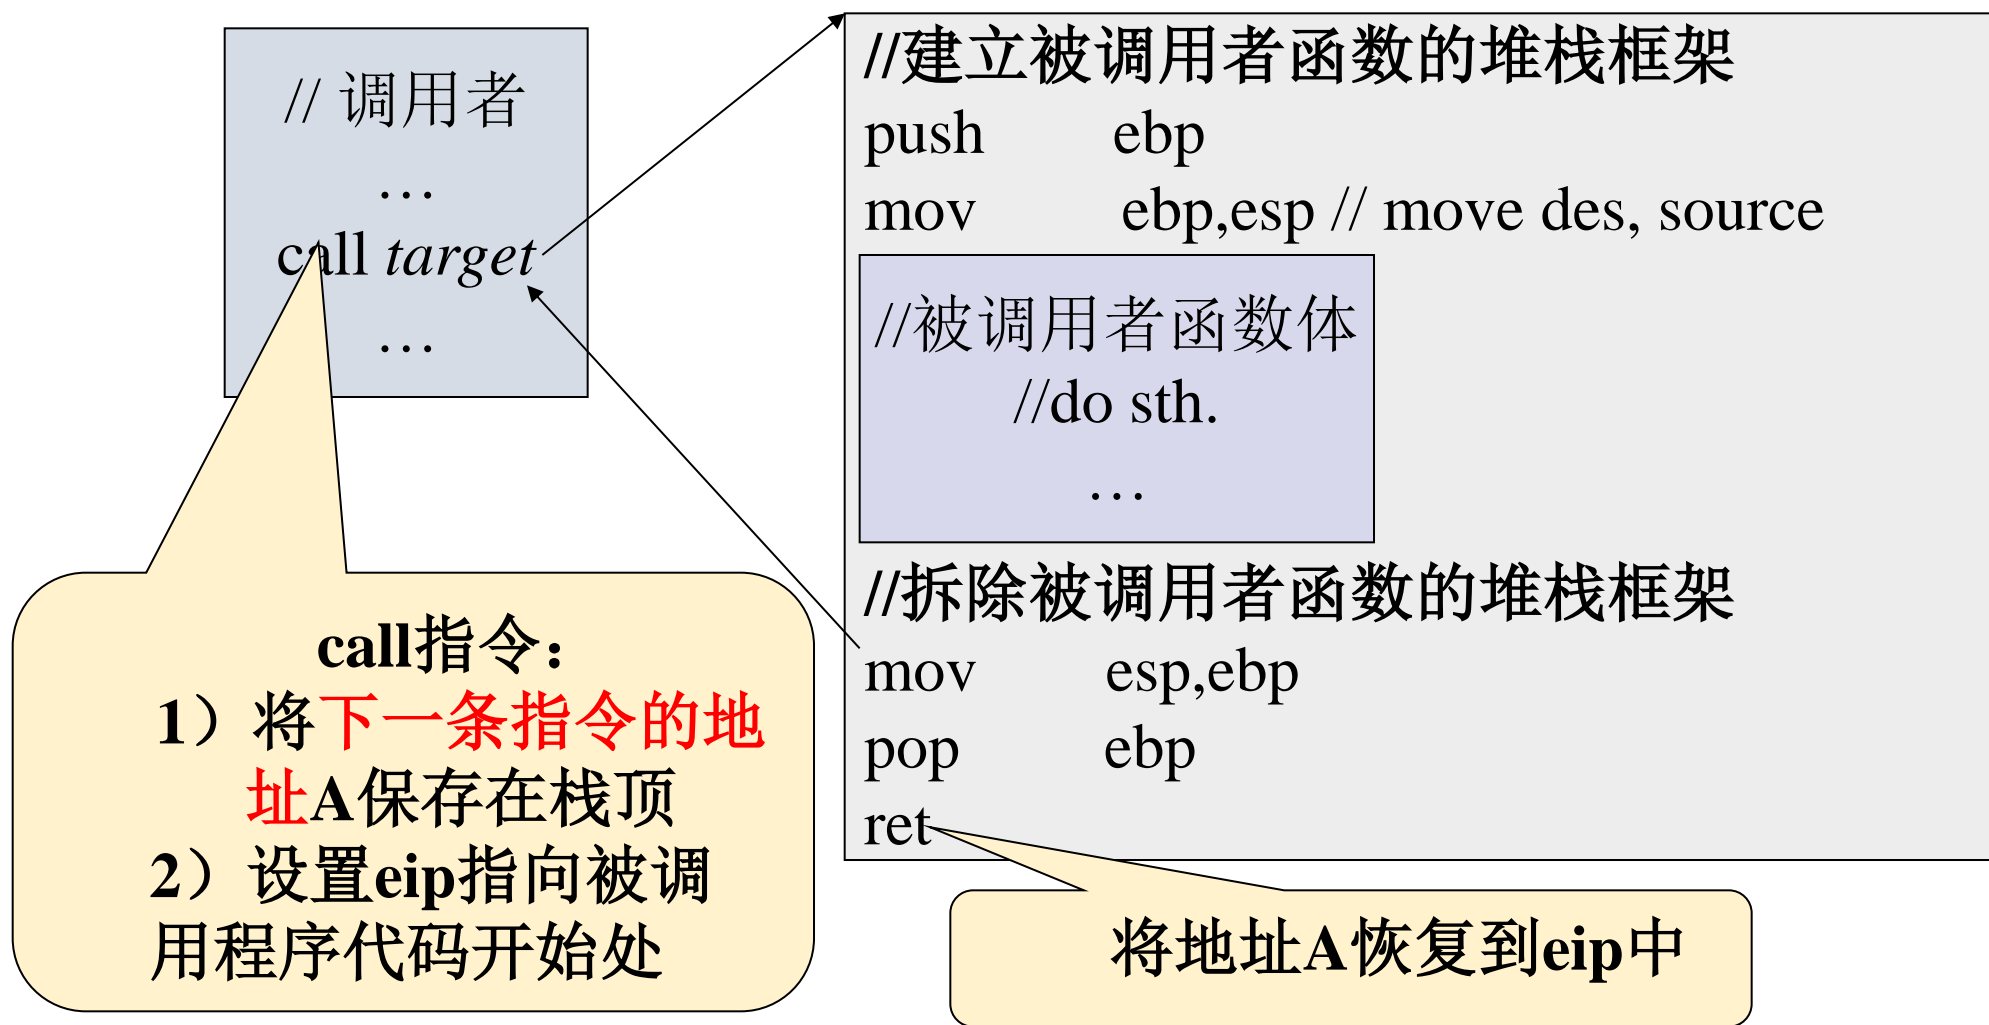 // 调用者
…
call target
…
//建立被调用者函数的堆栈框架
push ebp
mov ebp,esp // move des, source
//被调用者函数体
//do sth.
…
//拆除被调用者函数的堆栈框架
mov esp,ebp
pop ebp
ret
call指令：
1）将下一条指令的地
址A保存在栈顶
2）设置eip指向被调
用程序代码开始处
将地址A恢复到eip中